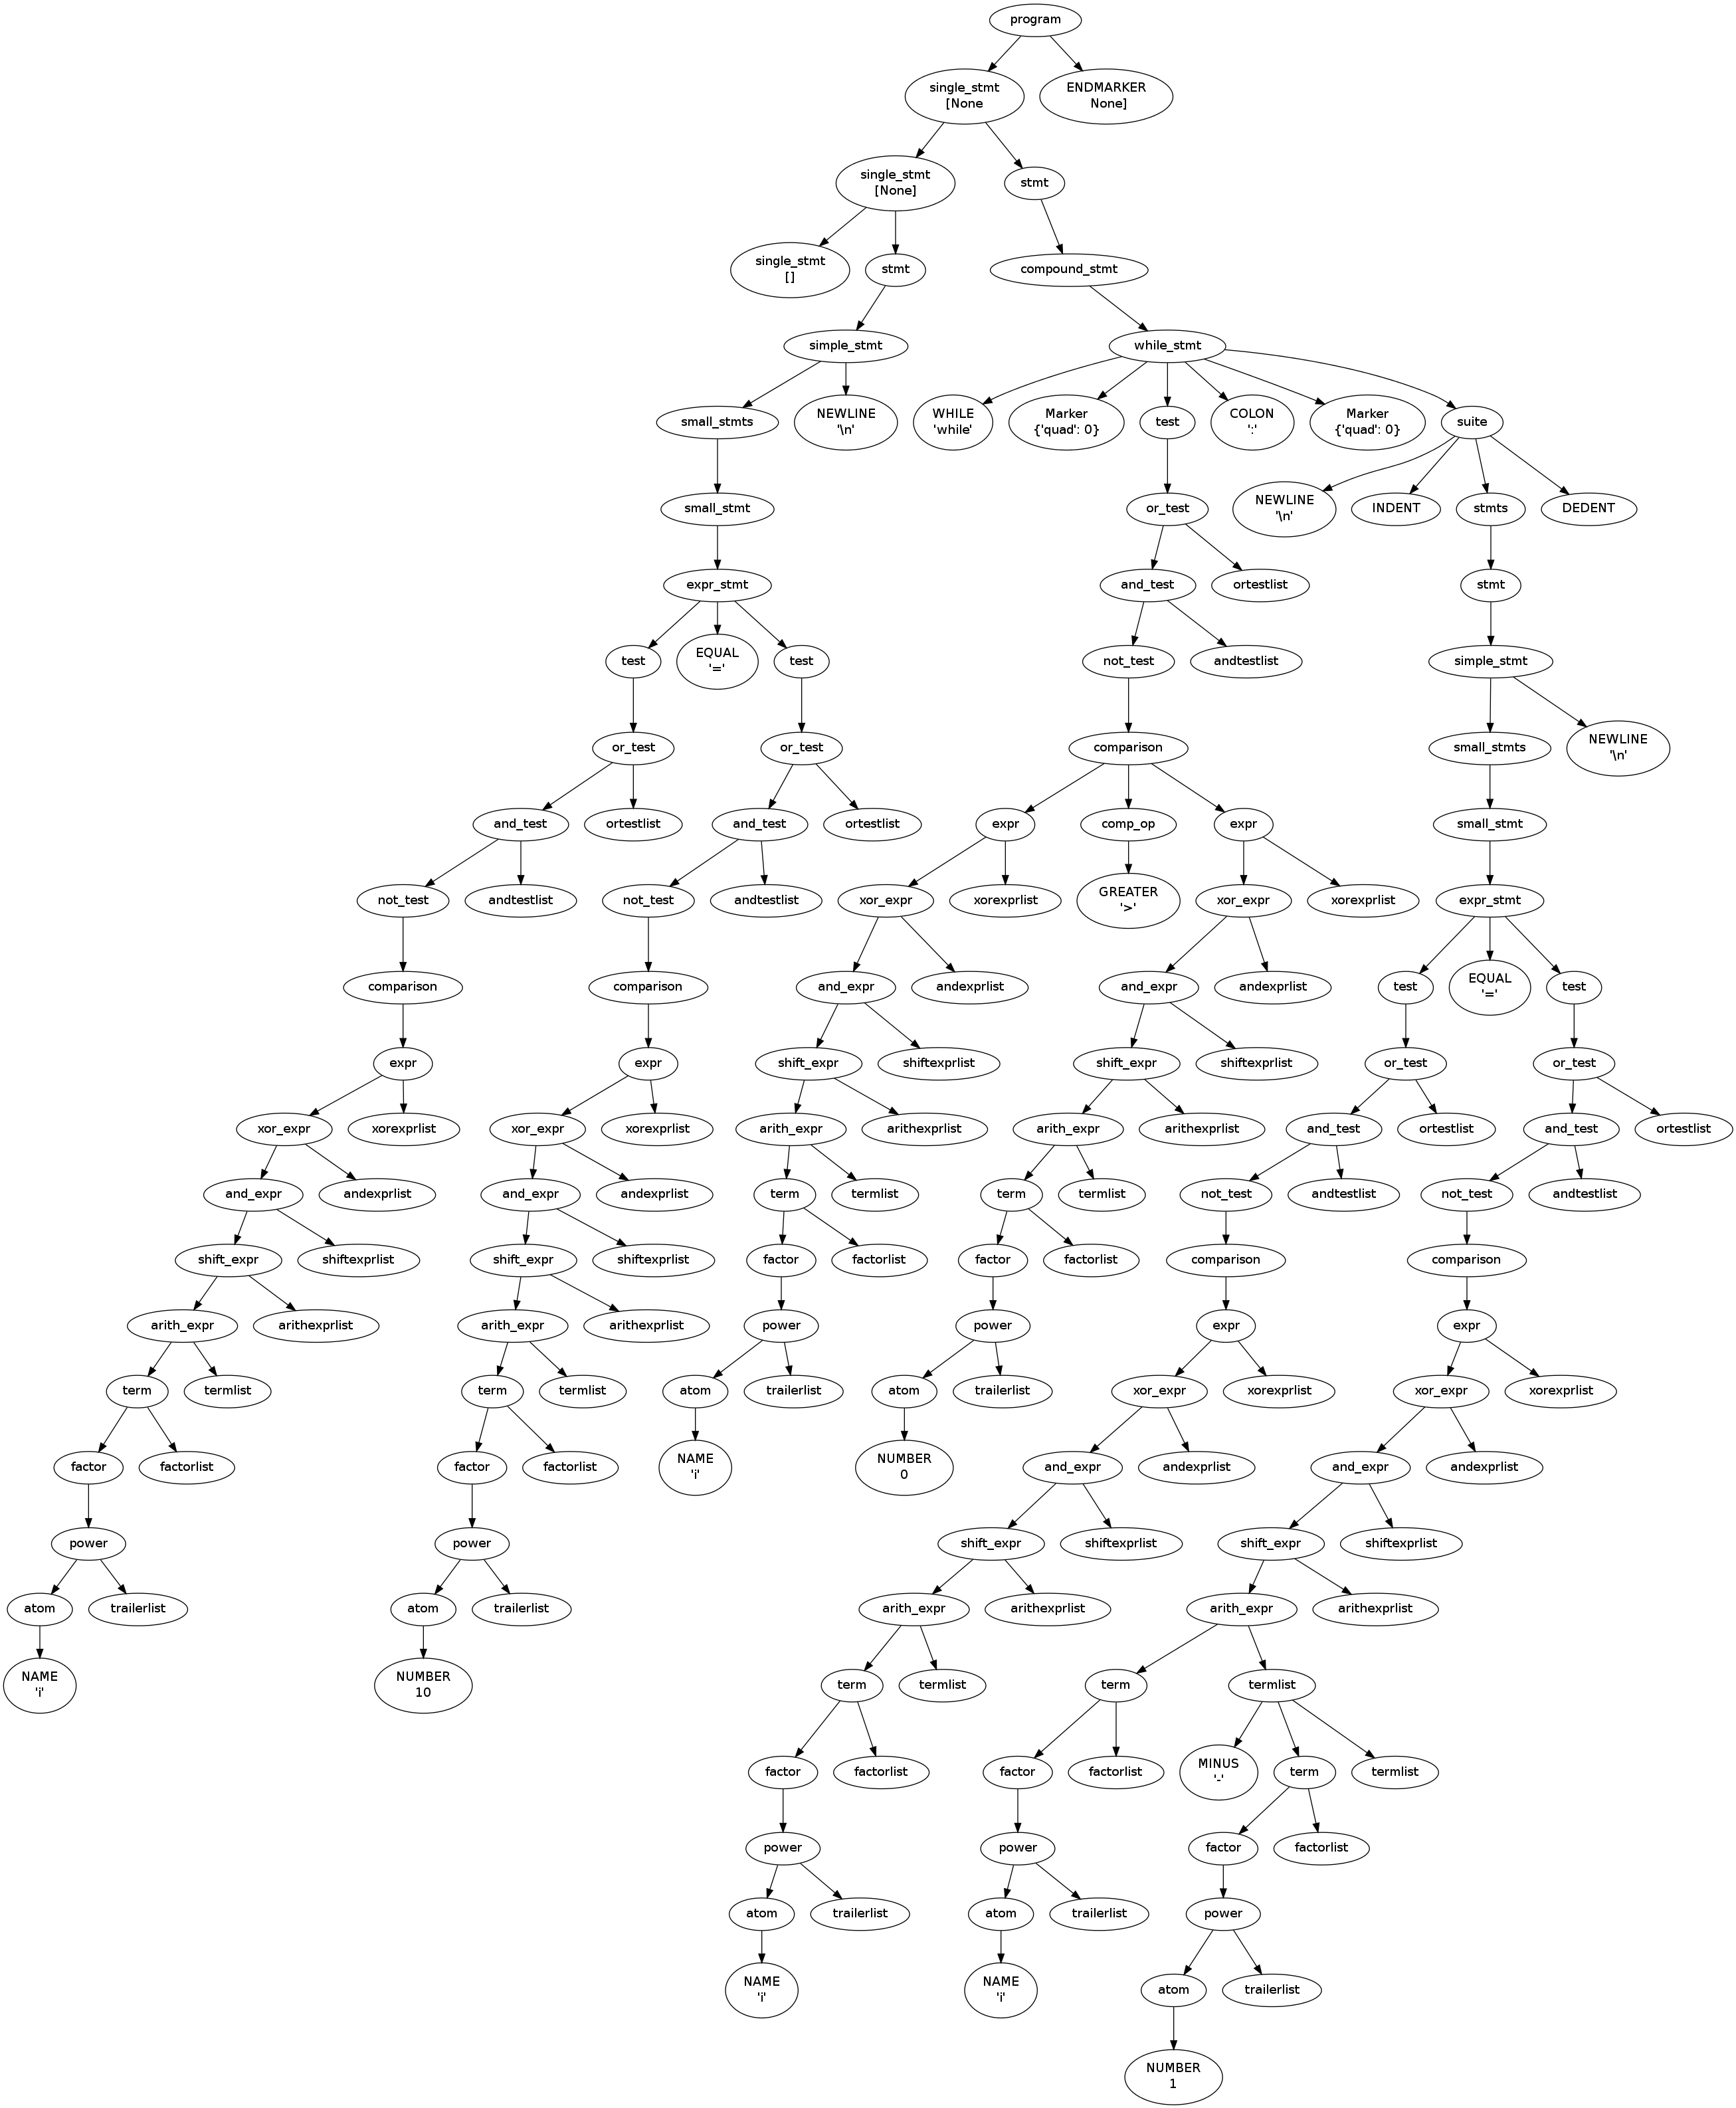 program
single_stmt
[None
ENDMARKER
None]
single_stmt
[None]
stmt
single_stmt
[]
stmt
compound_stmt
simple_stmt
while_stmt
small_stmts
NEWLINE
'\n'
WHILE
'while'
Marker
{'quad': 0}
test
COLON
':'
Marker
{'quad': 0}
suite
small_stmt
or_test
NEWLINE
'\n'
INDENT
stmts
DEDENT
expr_stmt
and_test
ortestlist
stmt
test
EQUAL
'='
test
not_test
andtestlist
simple_stmt
or_test
or_test
comparison
small_stmts
NEWLINE
'\n'
and_test
ortestlist
and_test
ortestlist
expr
comp_op
expr
small_stmt
not_test
andtestlist
not_test
andtestlist
xor_expr
xorexprlist
GREATER
'>'
xor_expr
xorexprlist
expr_stmt
comparison
comparison
and_expr
andexprlist
and_expr
andexprlist
test
EQUAL
'='
test
expr
expr
shift_expr
shiftexprlist
shift_expr
shiftexprlist
or_test
or_test
xor_expr
xorexprlist
xor_expr
xorexprlist
arith_expr
arithexprlist
arith_expr
arithexprlist
and_test
ortestlist
and_test
ortestlist
and_expr
andexprlist
and_expr
andexprlist
term
termlist
term
termlist
not_test
andtestlist
not_test
andtestlist
shift_expr
shiftexprlist
shift_expr
shiftexprlist
factor
factorlist
factor
factorlist
comparison
comparison
arith_expr
arithexprlist
arith_expr
arithexprlist
power
power
expr
expr
term
termlist
term
termlist
atom
trailerlist
atom
trailerlist
xor_expr
xorexprlist
xor_expr
xorexprlist
factor
factorlist
factor
factorlist
NAME
'i'
NUMBER
0
and_expr
andexprlist
and_expr
andexprlist
power
power
shift_expr
shiftexprlist
shift_expr
shiftexprlist
atom
trailerlist
atom
trailerlist
arith_expr
arithexprlist
arith_expr
arithexprlist
NAME
'i'
NUMBER
10
term
termlist
term
termlist
factor
factorlist
factor
factorlist
MINUS
'-'
term
termlist
power
power
factor
factorlist
atom
trailerlist
atom
trailerlist
power
NAME
'i'
NAME
'i'
atom
trailerlist
NUMBER
1